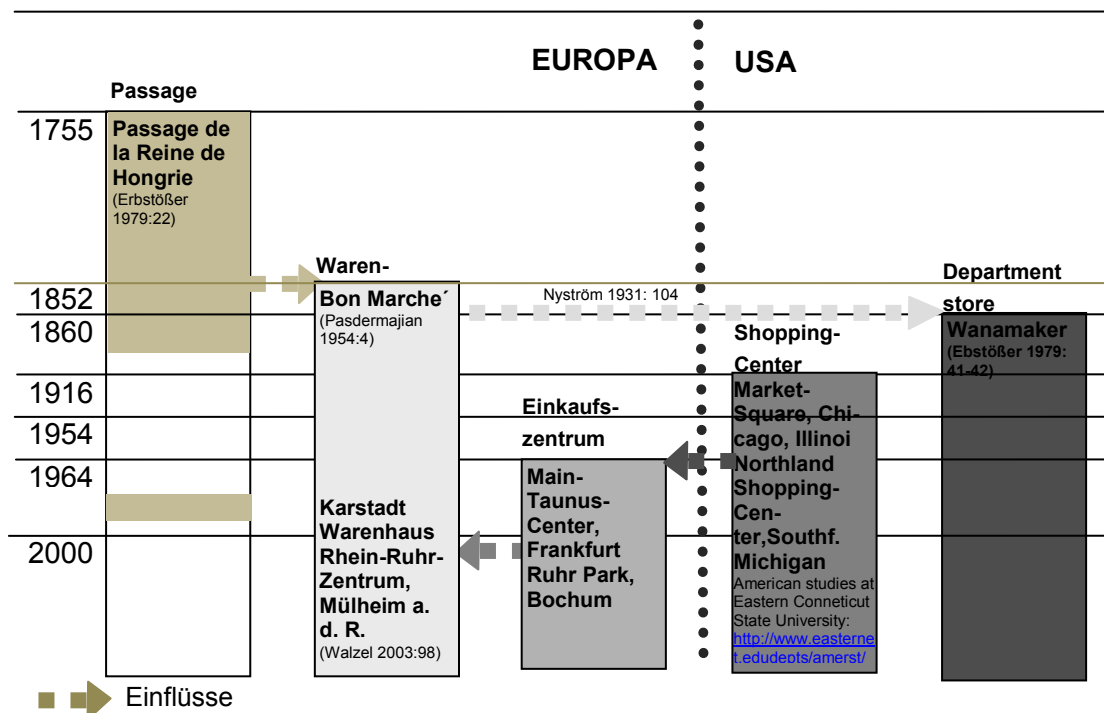 EUROPA
USA
Passage
1755
Passage de
la Reine de
Hongrie
(Erbstößer
1979:22)
Waren-
1852
Bon Marche´
(Pasdermajian
1954:4)
Nyström 1931: 104
Department
store
1860
Wanamaker
(Ebstößer 1979:
41-42)
Shopping-
Center
1916
Market-
Square, Chi-
cago, Illinoi
Northland
Shopping-
Cen-
ter,Southf.
Michigan
American studies at
Eastern Conneticut
State University:
http://www.easterne
t.edudepts/amerst/
1954
Einkaufs-
zentrum
1964
Main-
Taunus-
Center,
Frankfurt
Ruhr Park,
Bochum
Karstadt
Warenhaus
Rhein-Ruhr-
Zentrum,
Mülheim a.
d. R.
(Walzel 2003:98)
2000
Einflüsse